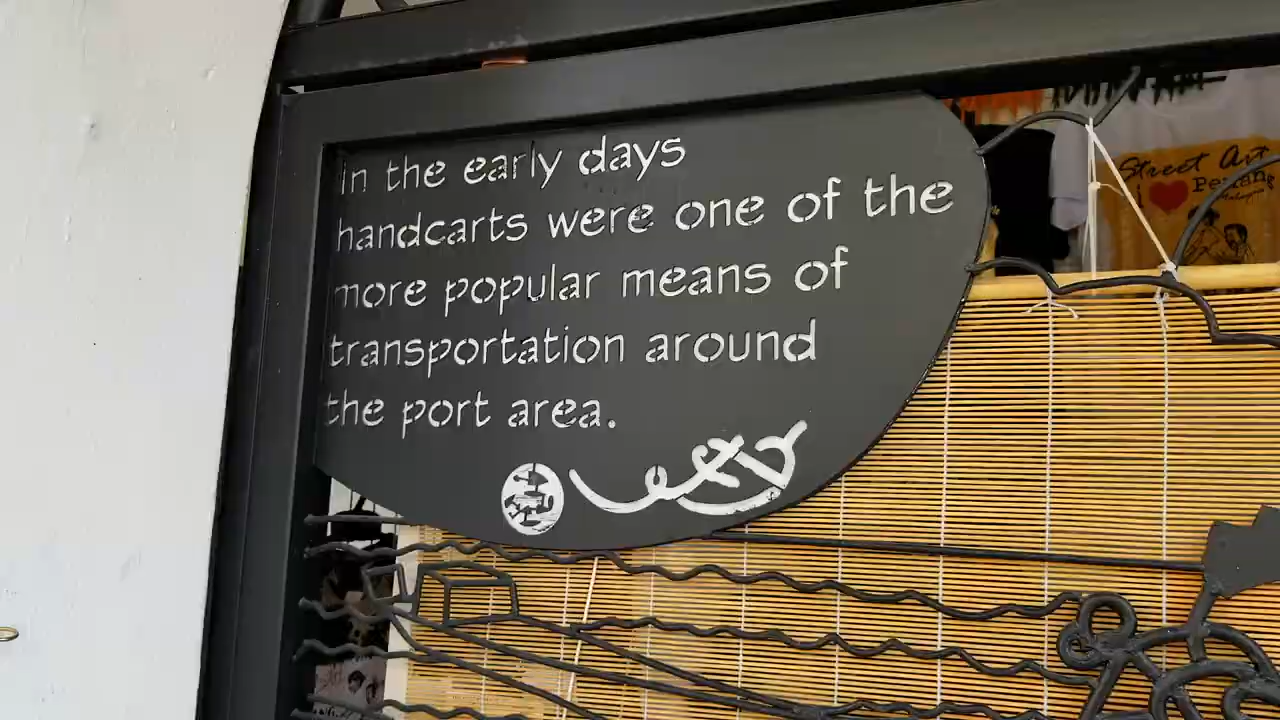 In the early days
handcarts were one of the
more popular means of
transportation around
the port area.
Street Art
I Penang
Malaysia